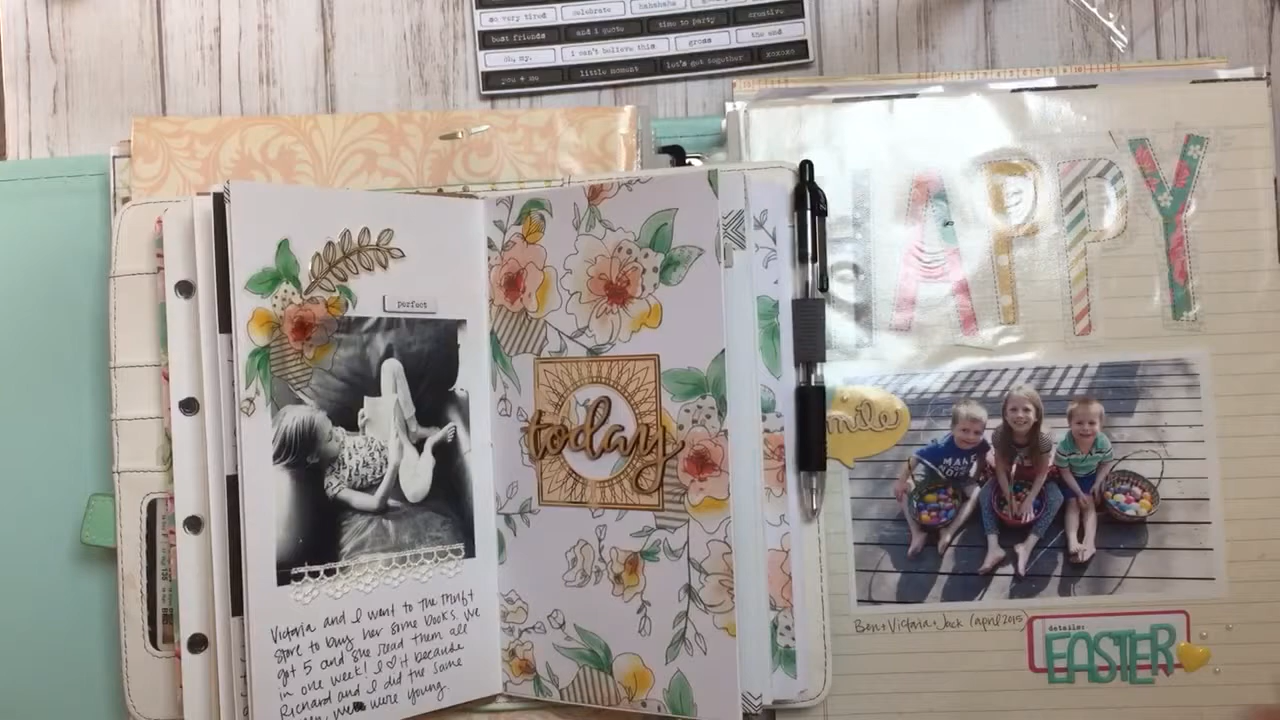 so very tired celebrate hahahaha
best friends and i quote time to party creative
oh, my. i can't believe this gross the end
you + me little moment let's get together xoxoxo
HAPPY
perfect
today
smile
MAKE
Victoria and I went to the thrift
store to buy her some books. We
got 5 and she read them all
in one week! I ♡ it because
Richard and I did the same
when we were young.
Ben+Victoria+Jack (april 2015)
details:
EASTER